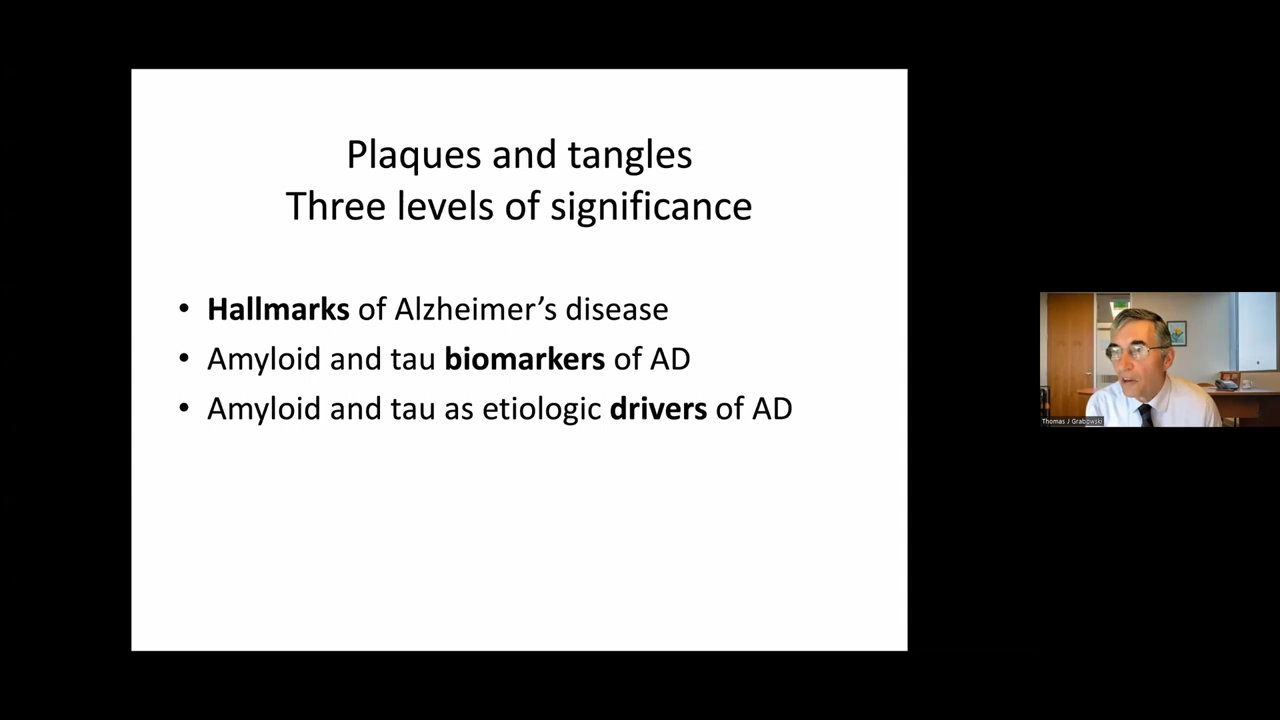 Plaques and tangles
Three levels of significance
• Hallmarks of Alzheimer’s disease
• Amyloid and tau biomarkers of AD
• Amyloid and tau as etiologic drivers of AD
Thomas J Grabowski